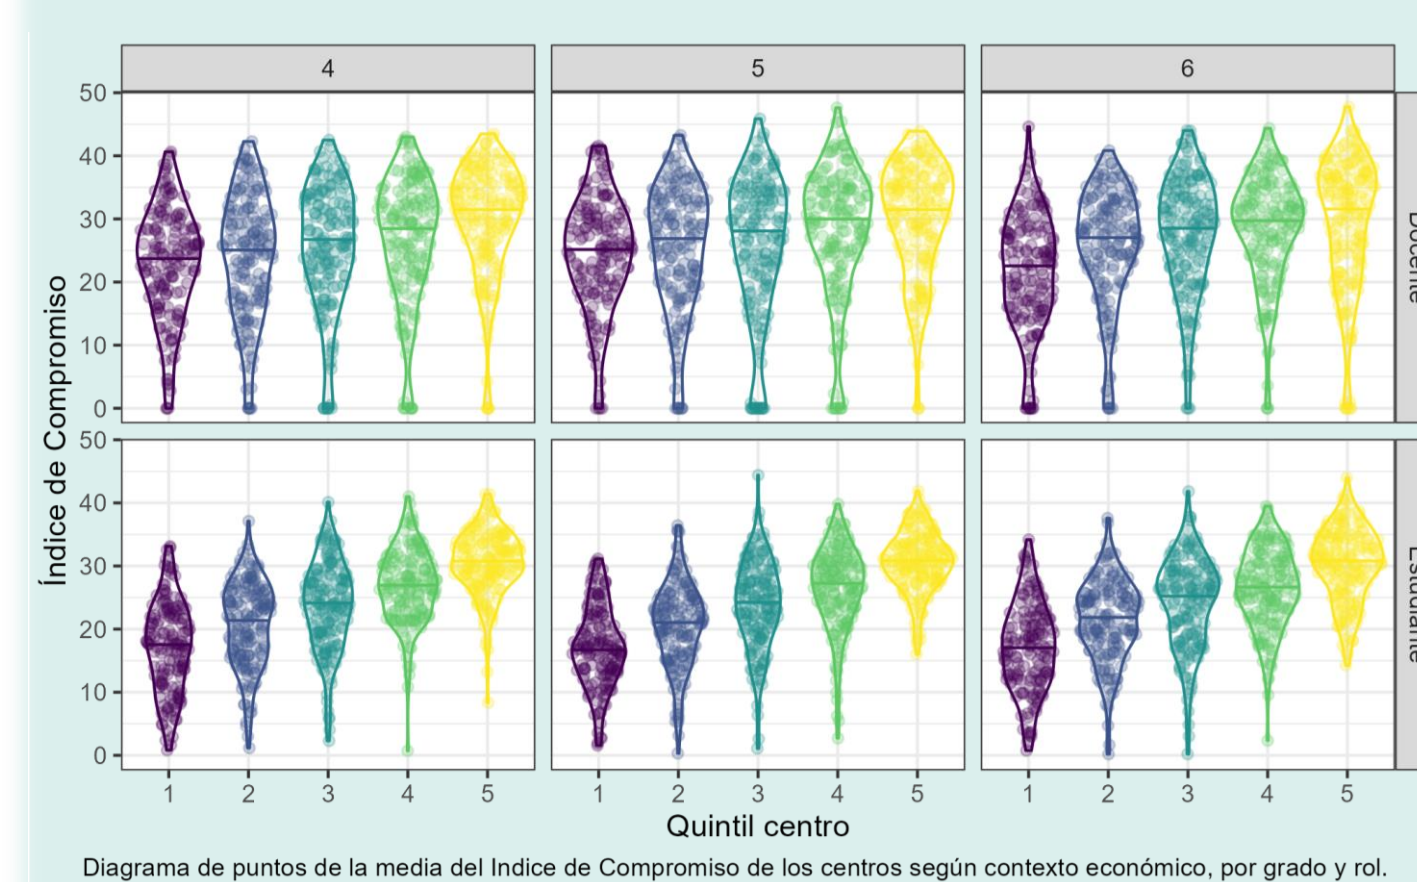 4 5 6
50
40
30
20
10
0
Docente
50
40
30
20
10
0
Estudiante
Índice de Compromiso
1 2 3 4 5 1 2 3 4 5 1 2 3 4 5
Quintil centro
Diagrama de puntos de la media del Indice de Compromiso de los centros según contexto económico, por grado y rol.